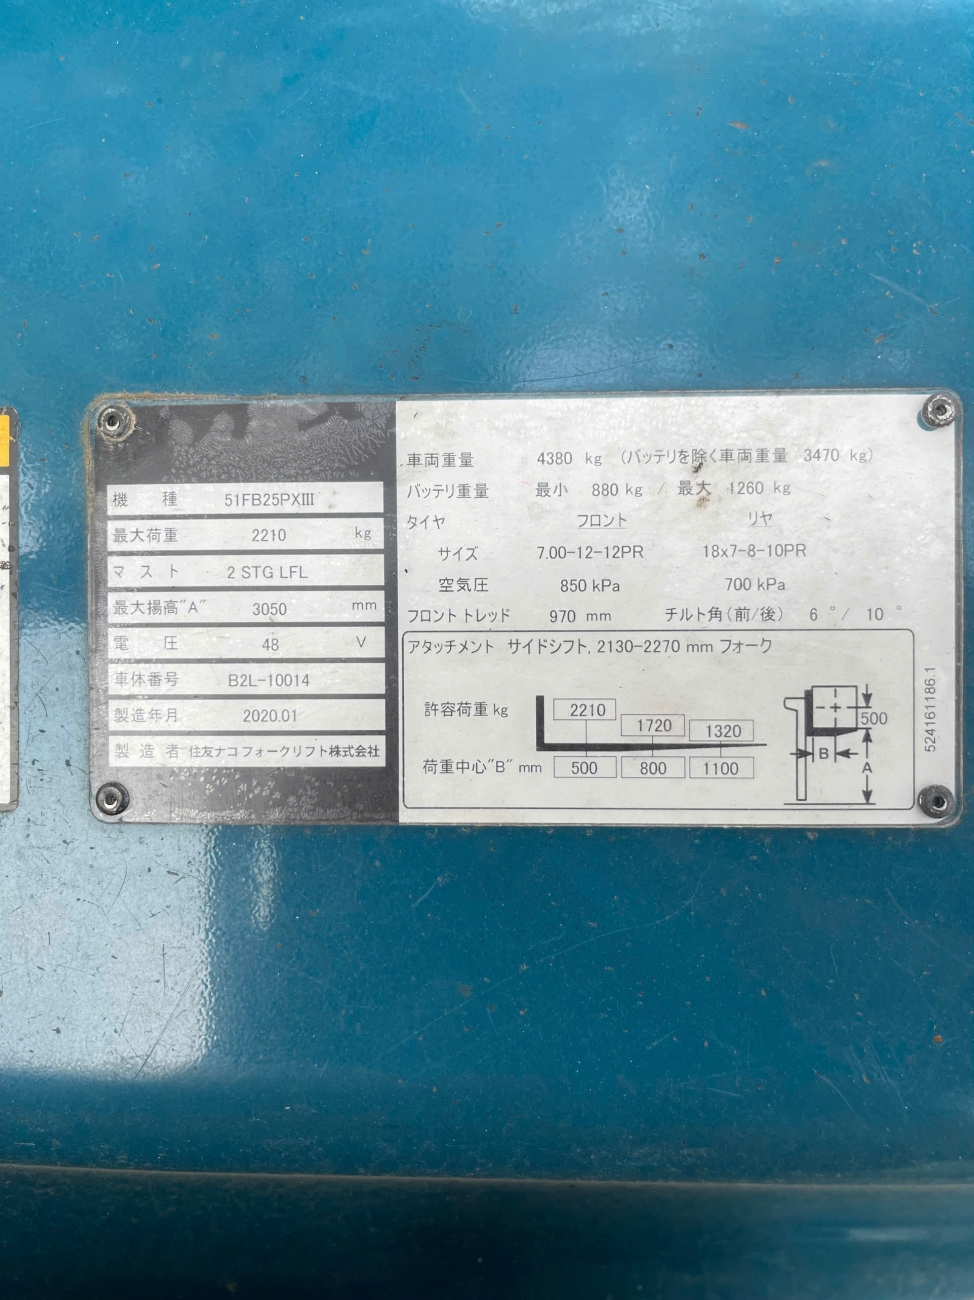 機 種 51FB25PXⅢ
最大荷重 2210 kg
マスト 2 STG LFL
最大揚高"A" 3050 mm
電 圧 48 V
車体番号 B2L-10014
製造年月 2020.01
製造者 住友ナコ フォークリフト株式会社
車両重量 4380 kg (バッテリを除く車両重量 3470 kg)
バッテリ重量 最小 880 kg / 最大 1260 kg
タイヤ フロント リヤ
サイズ 7.00-12-12PR 18x7-8-10PR
空気圧 850 kPa 700 kPa
フロントトレッド 970 mm チルト角(前/後) 6 °/ 10 °
アタッチメント サイドシフト, 2130-2270 mm フォーク
許容荷重 kg 2210 1720 1320
荷重中心"B" mm 500 800 1100
500
B
A
524161186.1